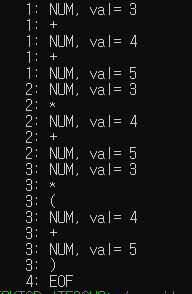 1: NUM, val= 3
1: +
1: NUM, val= 4
1: +
1: NUM, val= 5
2: NUM, val= 3
2: *
2: NUM, val= 4
2: +
2: NUM, val= 5
3: NUM, val= 3
3: *
3: (
3: NUM, val= 4
3: +
3: NUM, val= 5
3: )
4: EOF